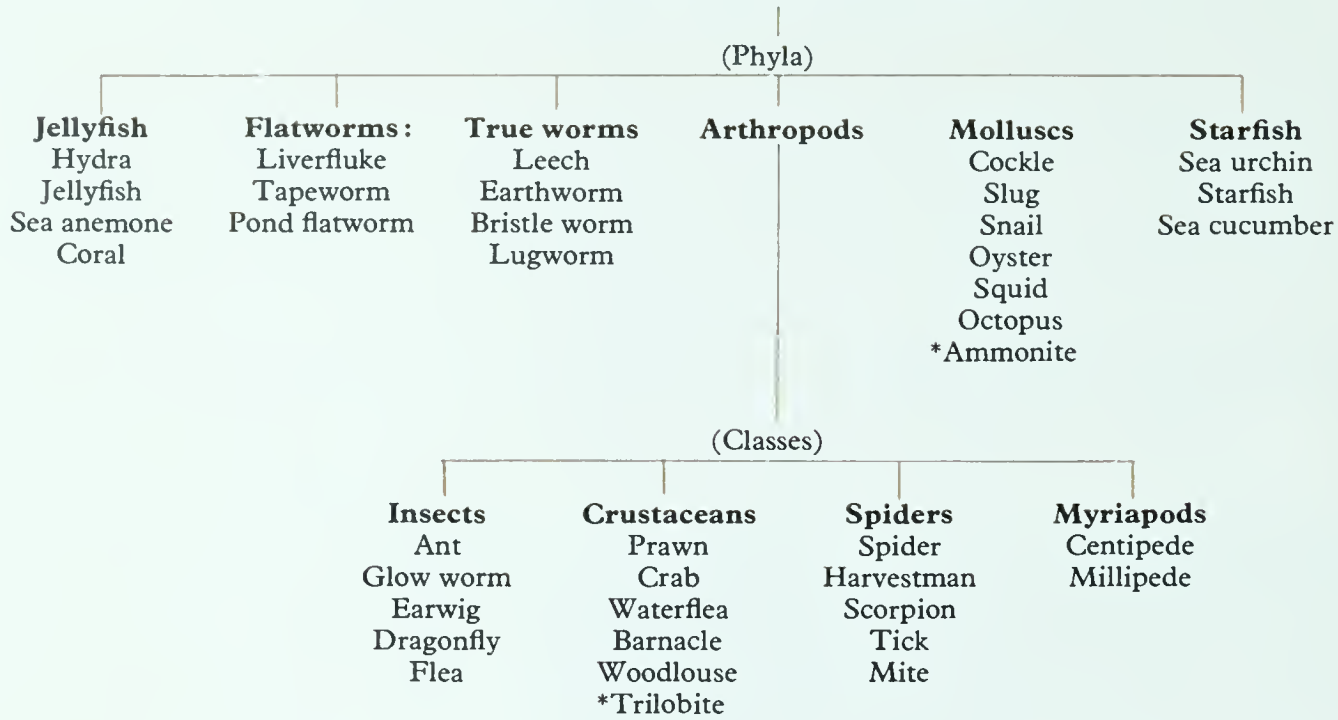 (Phyla)
Jellyfish
Hydra
Jellyfish
Sea anemone
Coral
Flatworms:
Liverfluke
Tapeworm
Pond flatworm
True worms
Leech
Earthworm
Bristle worm
Lugworm
Arthropods
Molluscs
Cockle
Slug
Snail
Oyster
Squid
Octopus
*Ammonite
Starfish
Sea urchin
Starfish
Sea cucumber
(Classes)
Insects
Ant
Glow worm
Earwig
Dragonfly
Flea
Crustaceans
Prawn
Crab
Waterflea
Barnacle
Woodlouse
*Trilobite
Spiders
Spider
Harvestman
Scorpion
Tick
Mite
Myriapods
Centipede
Millipede